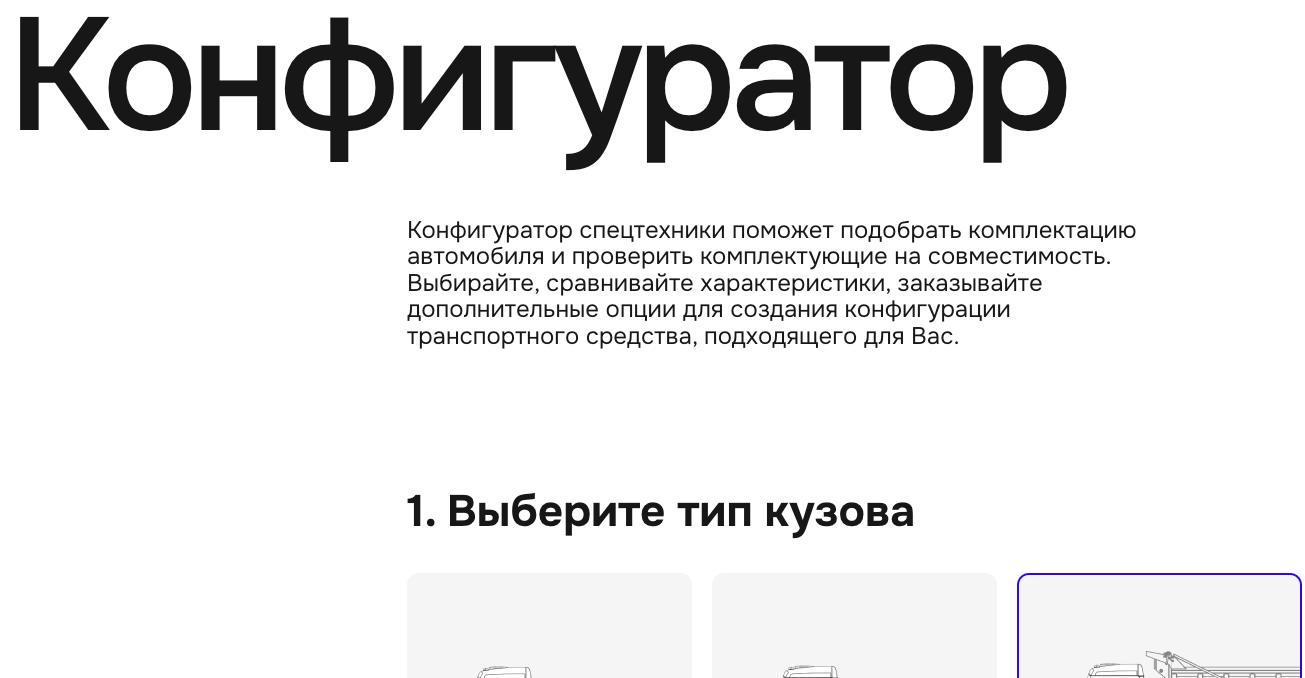 Конфигуратор
Конфигуратор спецтехники поможет подобрать комплектацию
автомобиля и проверить комплектующие на совместимость.
Выбирайте, сравнивайте характеристики, заказывайте
дополнительные опции для создания конфигурации
транспортного средства, подходящего для Вас.
1. Выберите тип кузова